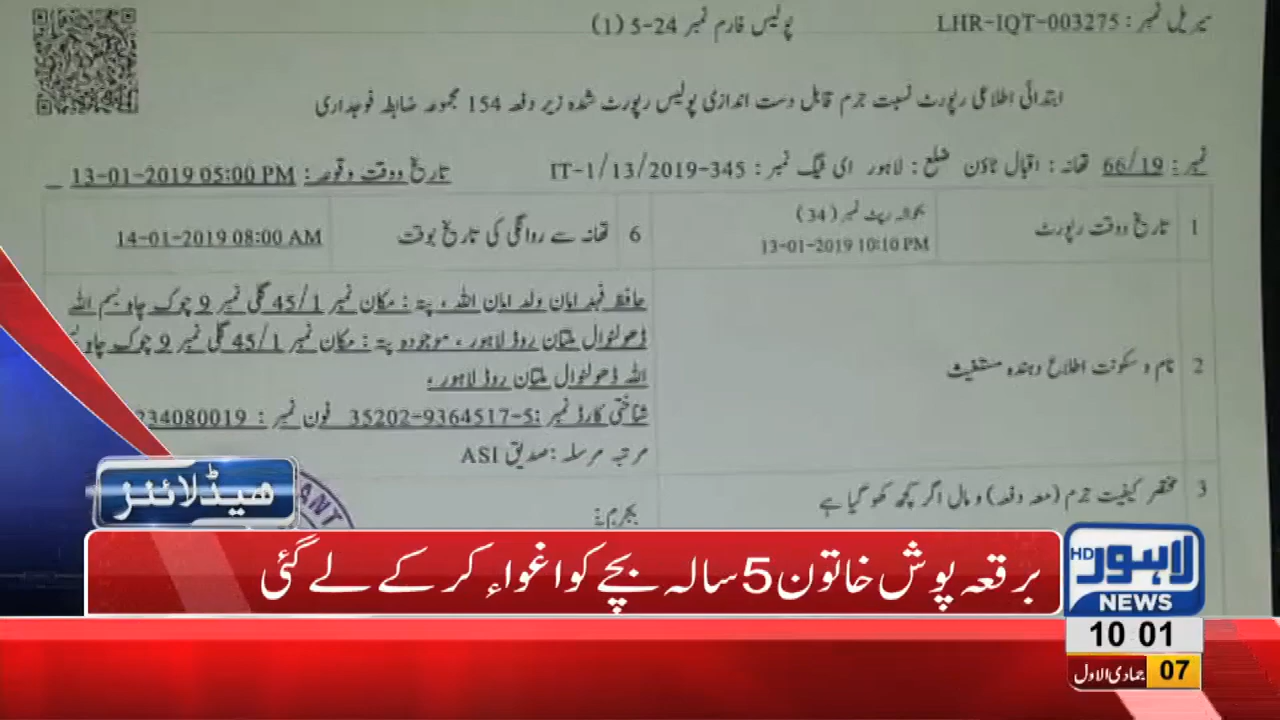 سیریل نمبر : LHR-IQT-003275
پولیس فارم نمبر 24-5 (1)
ابتدائی اطلاعی رپورٹ نسبت جرم قابل دست اندازی پولیس رپورٹ شدہ زیر دفعہ 154 مجموعہ ضابطہ فوجداری
نمبر : 66/19 تھانہ : اقبال ٹاؤن ضلع : لاہور ای ٹیگ نمبر : IT-1/13/2019-345
تاریخ ووقت وقوعہ : 13-01-2019 05:00 PM
1 تاریخ ووقت رپورٹ
بحوالہ رپٹ نمبر (34)
13-01-2019 10:10 PM
6 تھانہ سے روانگی کی تاریخ بوقت
14-01-2019 08:00 AM
2 نام و سکونت اطلاع دہندہ مستغیث
حافظ فہد امان ولد امان اللہ ، پتہ : مکان نمبر 45/1 گلی نمبر 9 چوک چاہ بسم اللہ
ڈھولنوال ملتان روڈ لاہور ، موجودہ پتہ : مکان نمبر 45/1 گلی نمبر 9 چوک چاہ
اللہ ڈھولنوال ملتان روڈ لاہور ،
شناختی کارڈ نمبر :35202-9364517-5 فون نمبر : 234080019
مرتبہ مرسلہ :صدیق ASI
3 مختصر کیفیت جرم (معہ دفعہ) و مال اگر کچھ کھو گیا ہے
بجرم :
ANT
ہیڈلائنز
برقعہ پوش خاتون 5 سالہ بچے کو اغواء کر کے لے گئی
لاہور HD
NEWS
10 01
07 جمادی الاول